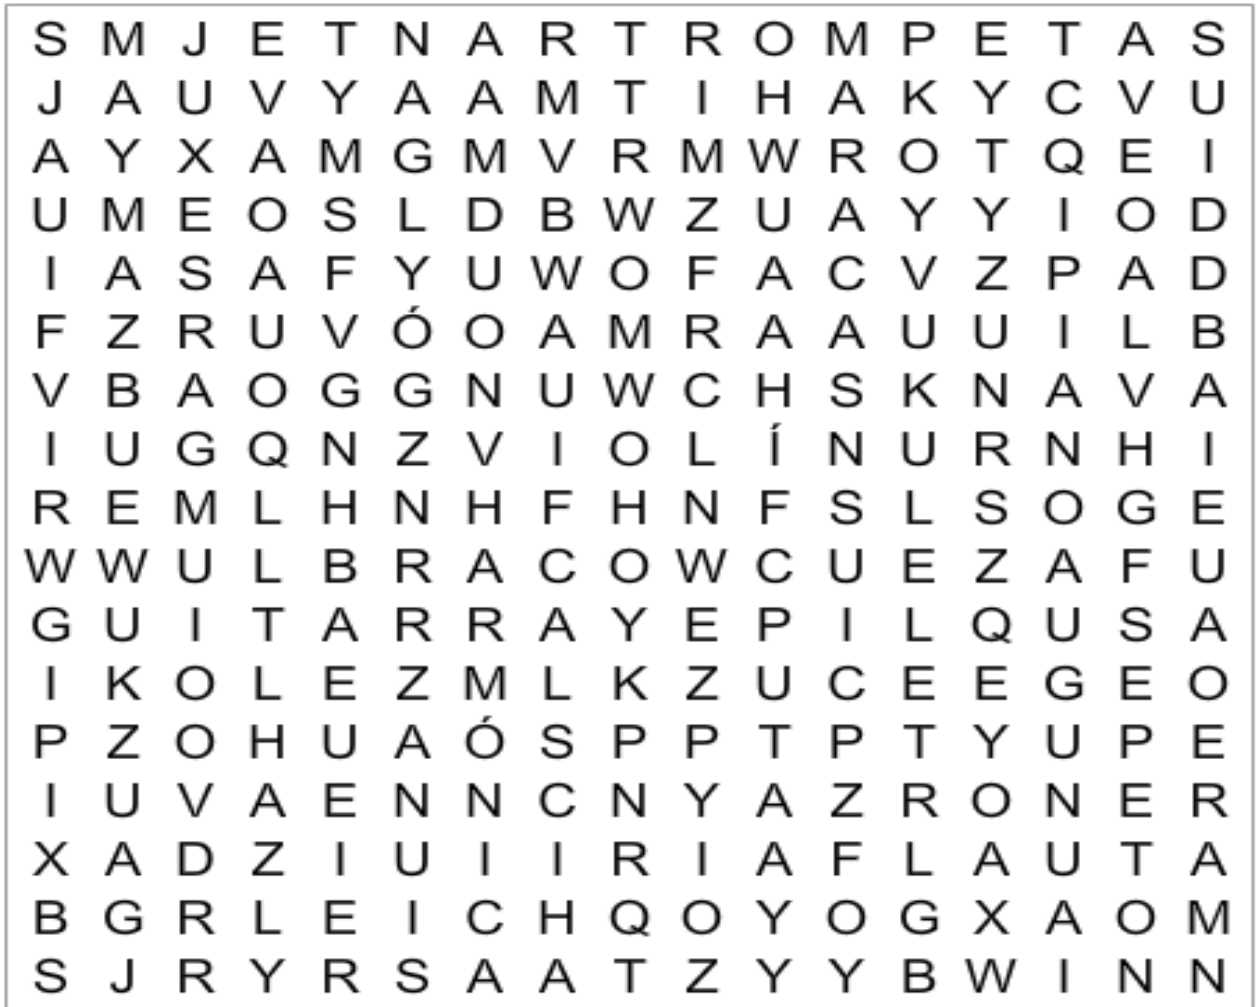 S M J E T N A R T R O M P E T A S
J A U V Y A A M T I H A K Y C V U
A Y X A M G M V R M W R O T Q E I
U M E O S L D B W Z U A Y Y I O D
I A S A F Y U W O F A C V Z P A D
F Z R U V Ó O A M R A A U U I L B
V B A O G G N U W C H S K N A V A
I U G Q N Z V I O L Í N U R N H I
R E M L H N H F H N F S L S O G E
W W U L B R A C O W C U E Z A F U
G U I T A R R A Y E P I L Q U S A
I K O L E Z M L K Z U C E E G E O
P Z O H U A Ó S P P T P T Y U P E
I U V A E N N C N Y A Z R O N E R
X A D Z I U I I R I A F L A U T A
B G R L E I C H Q O Y O G X A O M
S J R Y R S A A T Z Y Y B W I N N